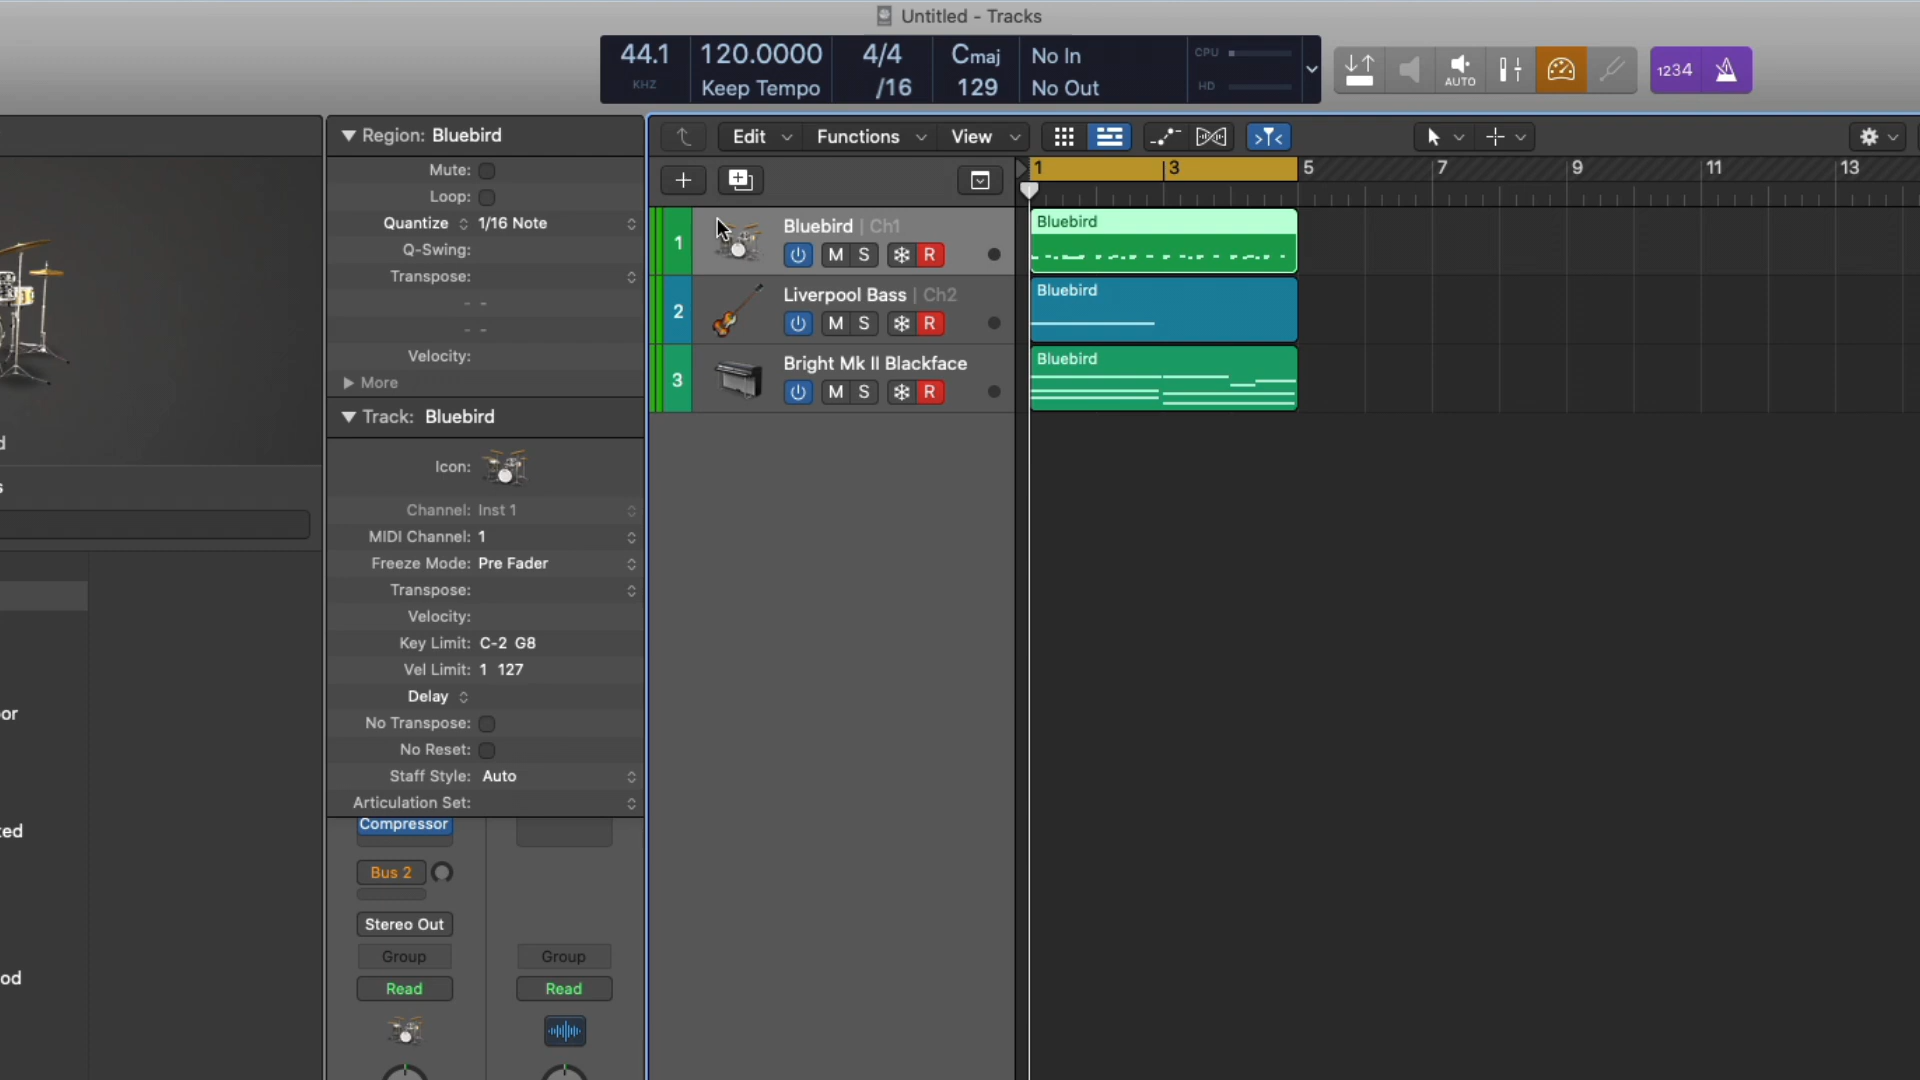 Untitled - Tracks
44.1
KHZ
120.0000
Keep Tempo
4/4
/16
Cmaj
129
No In
No Out
CPU
HD
AUTO
1234
Region: Bluebird
Mute:
Loop:
Quantize 1/16 Note
Q-Swing:
Transpose:
- -
- -
Velocity:
More
Track: Bluebird
Icon:
Channel: Inst 1
MIDI Channel: 1
Freeze Mode: Pre Fader
Transpose:
Velocity:
Key Limit: C-2 G8
Vel Limit: 1 127
Delay
No Transpose:
No Reset:
Staff Style: Auto
Articulation Set:
Compressor
Bus 2
Stereo Out
Group
Group
Read
Read
d
s
or
ted
od
Edit
Functions
View
1 3 5 7 9 11 13
1
Bluebird | Ch1
M S R
Bluebird
2
Liverpool Bass | Ch2
M S R
Bluebird
3
Bright Mk II Blackface
M S R
Bluebird